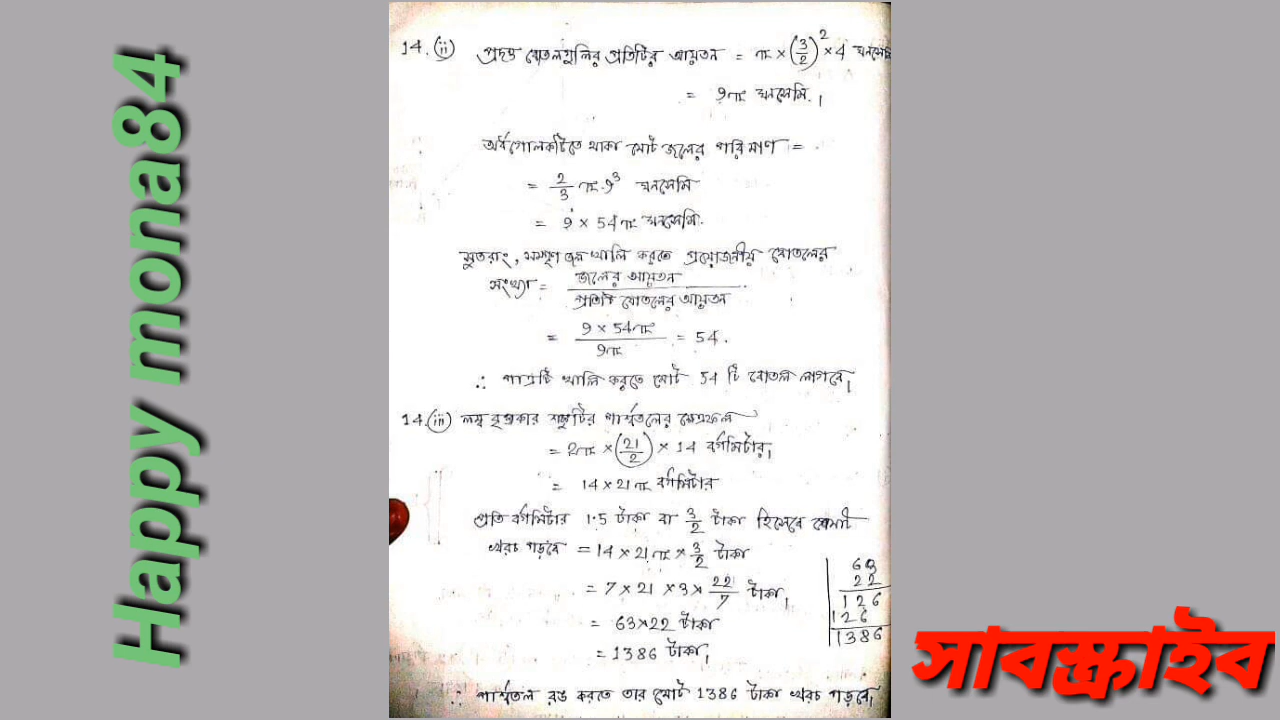 Happy mona84
14.(ii) প্রদত্ত বোতলগুলির প্রতিটির আয়তন = π × (3/2)² × 4 ঘনসেমি
= 9π ঘনসেমি.।
অর্ধগোলকটিতে থাকা মোট জলের পরিমাণ =
= 2/3 π·9³ ঘনসেমি
= 9 × 54π ঘনসেমি.
সুতরাং, সম্পূর্ণ জল খালি করতে প্রয়োজনীয় বোতলের
সংখ্যা = জলের আয়তন / প্রতিটি বোতলের আয়তন
= 9 × 54π / 9π = 54.
∴ পাত্রটি খালি করতে মোট 54 টি বোতল লাগবে।
14.(iii) লম্ব বৃত্তাকার স্তম্ভটির পার্শ্বতলের ক্ষেত্রফল
= 2π × (21/2) × 14 বর্গমিটার।
= 14 × 21π বর্গমিটার
প্রতি বর্গমিটার 1.5 টাকা বা 3/2 টাকা হিসেবে মোট
খরচ পড়বে = 14 × 21π × 3/2 টাকা
= 7 × 21 × 3 × 22/7 টাকা।
= 63 × 22 টাকা
= 1386 টাকা।
63
22
126
126
1386
∴ পার্শ্বতল রঙ করতে তার মোট 1386 টাকা খরচ পড়বে।
সাবস্ক্রাইব